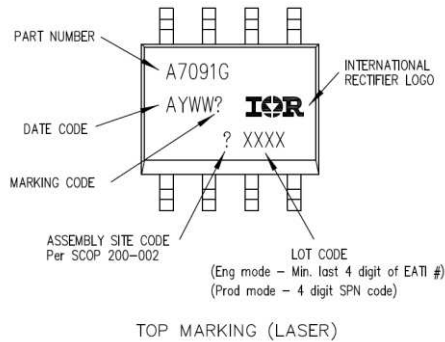 PART NUMBER
A7091G
INTERNATIONAL
RECTIFIER LOGO
AYWW?
IOR
DATE CODE
? XXXX
MARKING CODE
ASSEMBLY SITE CODE
Per SCOP 200-002
LOT CODE
(Eng mode - Min. last 4 digit of EATI #)
(Prod mode - 4 digit SPN code)
TOP MARKING (LASER)